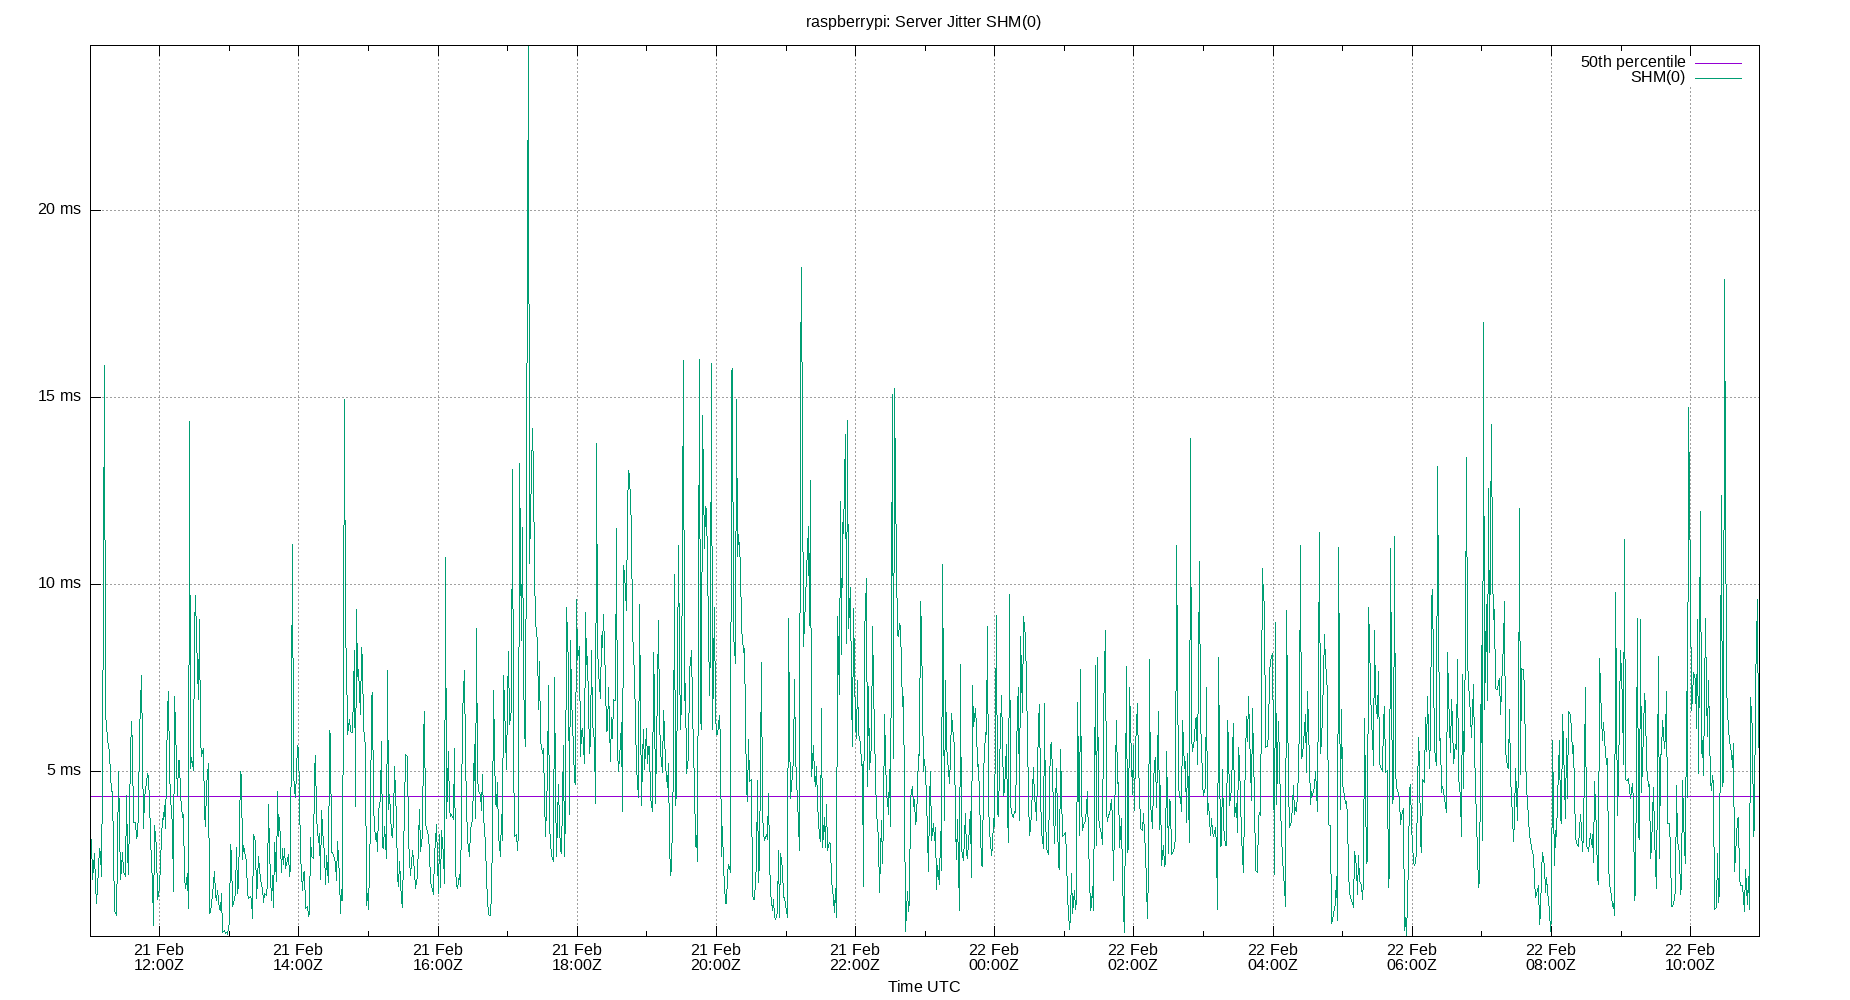 raspberrypi: Server Jitter SHM(0)
50th percentile
SHM(0)
20 ms
15 ms
10 ms
5 ms
21 Feb 21 Feb 21 Feb 21 Feb 21 Feb 21 Feb 22 Feb 22 Feb 22 Feb 22 Feb 22 Feb 22 Feb
12:00Z 14:00Z 16:00Z 18:00Z 20:00Z 22:00Z 00:00Z 02:00Z 04:00Z 06:00Z 08:00Z 10:00Z
Time UTC